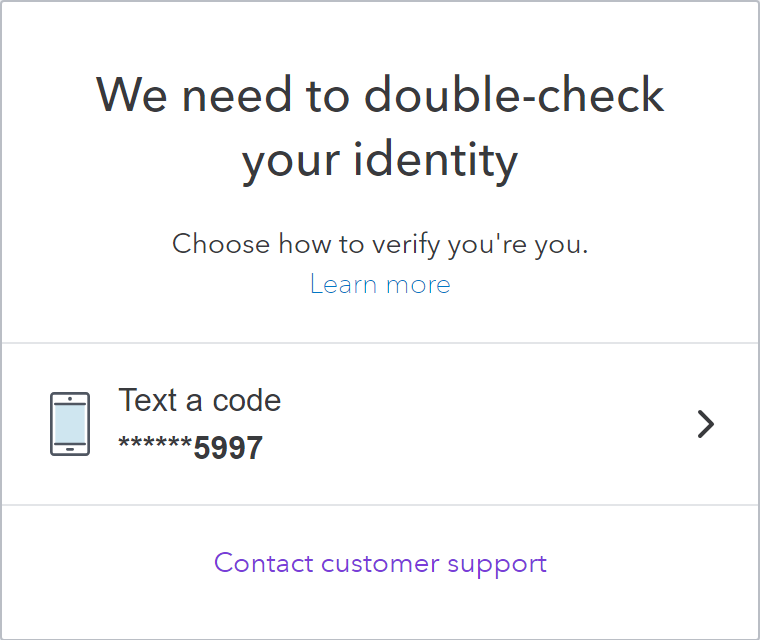 We need to double-check
your identity
Choose how to verify you're you.
Learn more
Text a code
******5997
Contact customer support